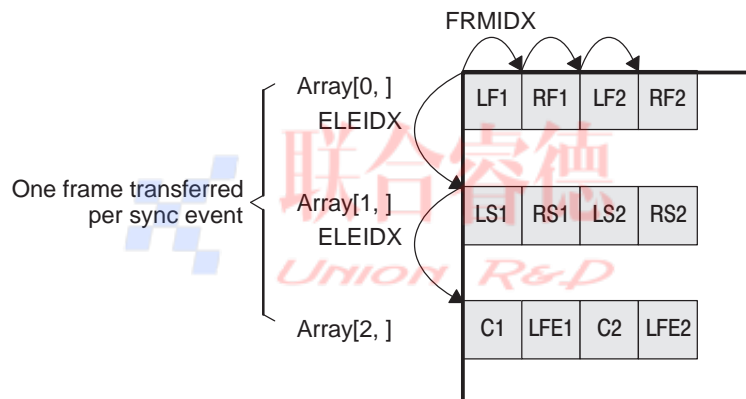 FRMIDX
Array[0, ]
LF1 RF1 LF2 RF2
ELEIDX
联合睿德
One frame transferred
per sync event
Array[1, ]
LS1 RS1 LS2 RS2
ELEIDX
UNION R&D
Array[2, ]
C1 LFE1 C2 LFE2